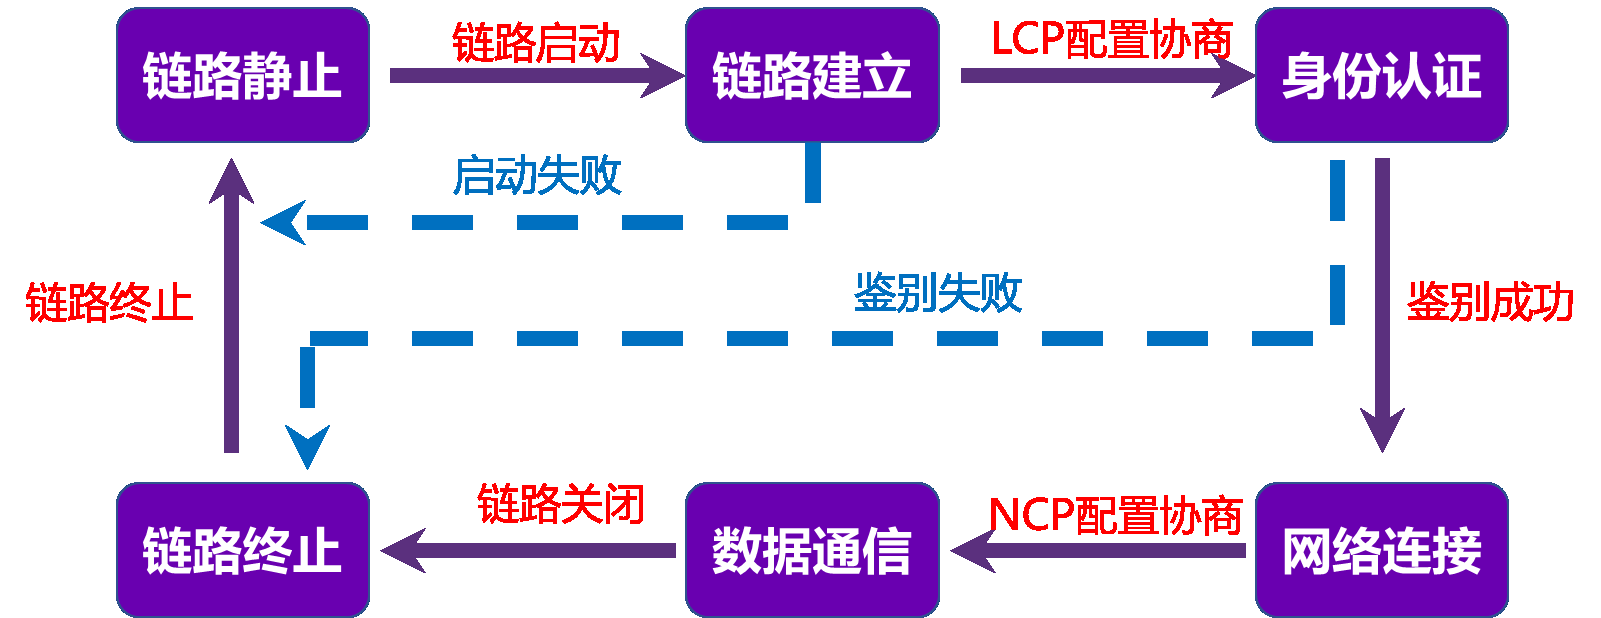 链路静止
链路启动
链路建立
LCP配置协商
身份认证
启动失败
鉴别失败
链路终止
鉴别成功
链路终止
链路关闭
数据通信
NCP配置协商
网络连接